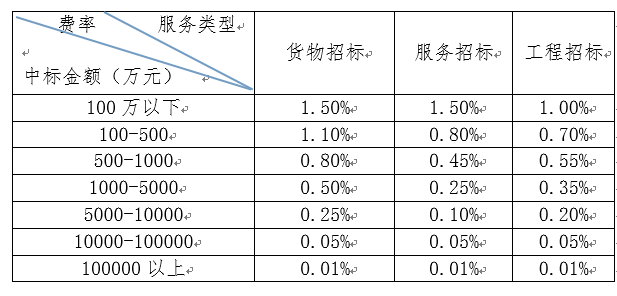 费率 服务类型
中标金额（万元） 货物招标 服务招标 工程招标
100 万以下 1.50% 1.50% 1.00%
100-500 1.10% 0.80% 0.70%
500-1000 0.80% 0.45% 0.55%
1000-5000 0.50% 0.25% 0.35%
5000-10000 0.25% 0.10% 0.20%
10000-100000 0.05% 0.05% 0.05%
100000 以上 0.01% 0.01% 0.01%